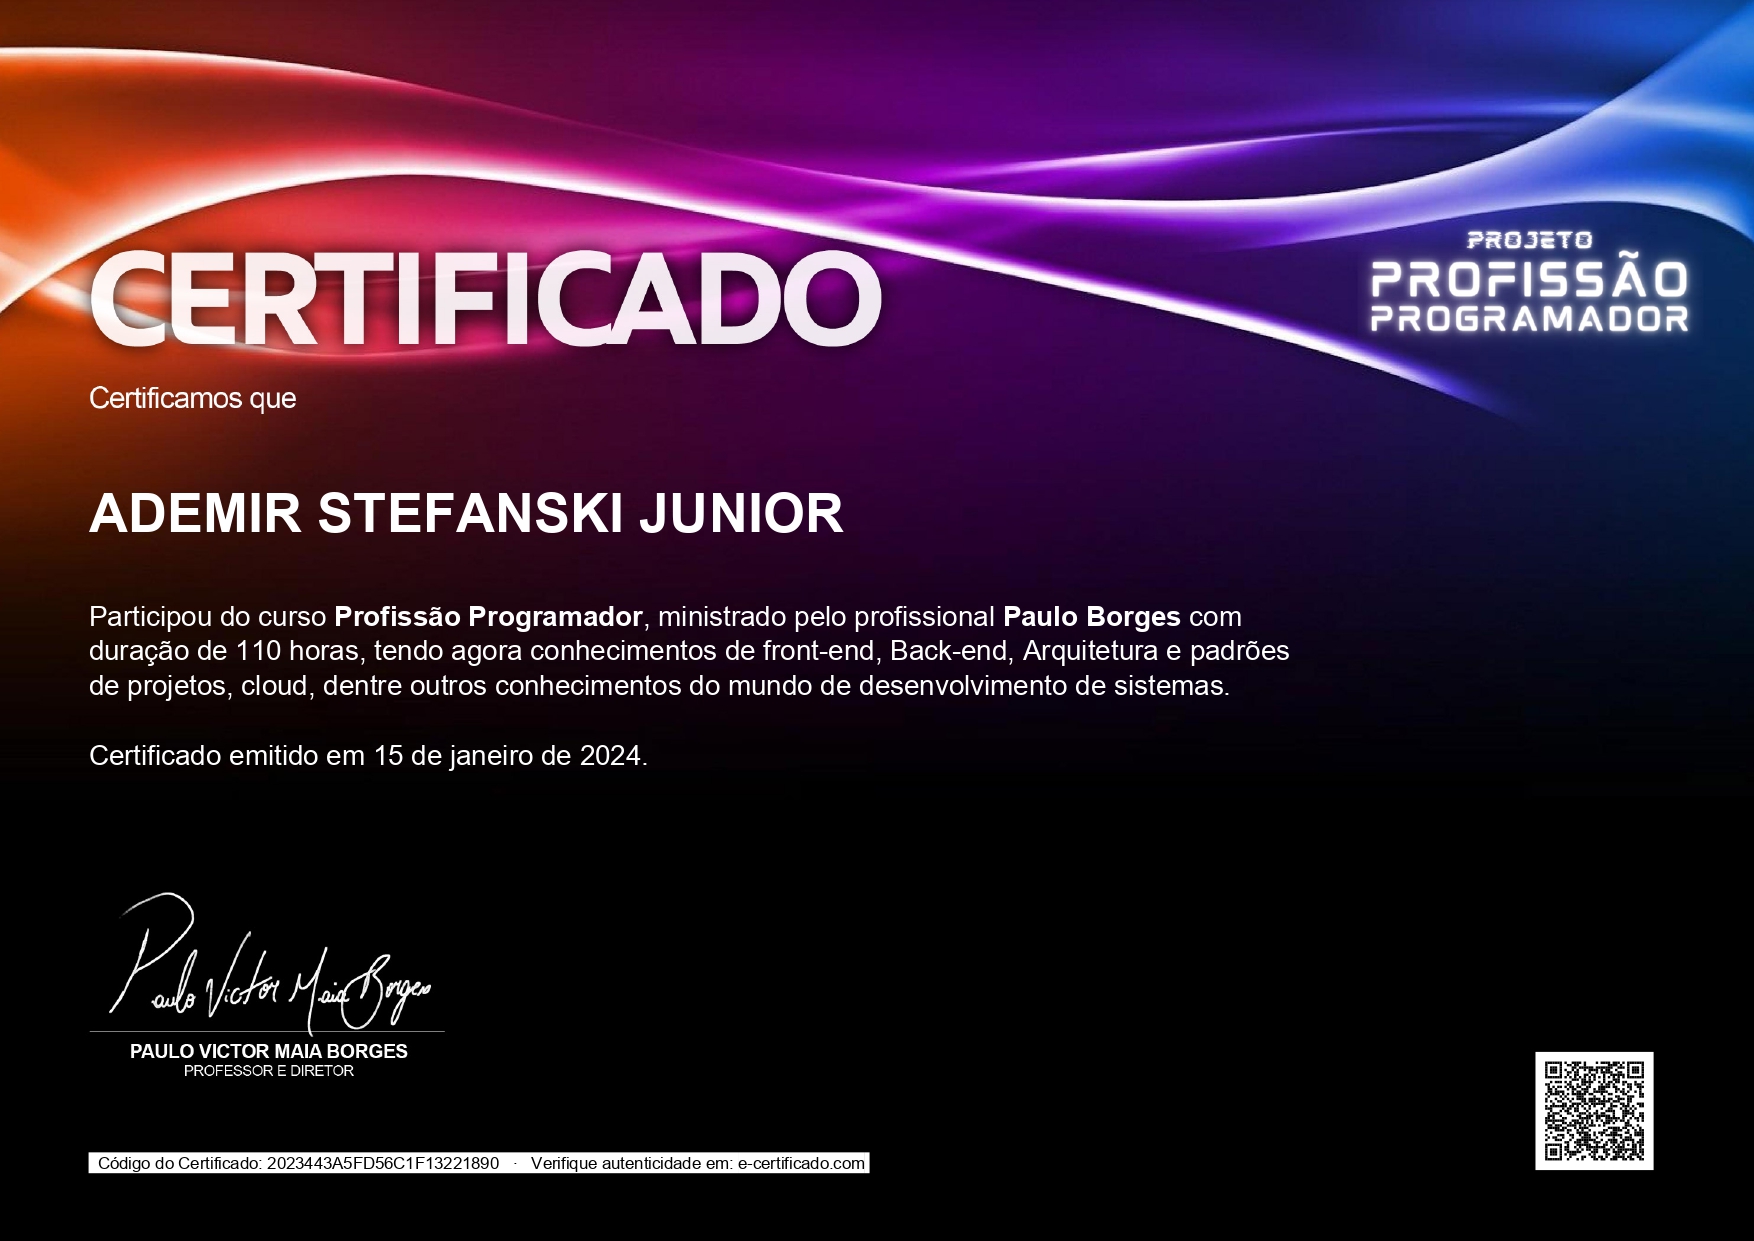 PROJETO
PROFISSÃO
PROGRAMADOR
CERTIFICADO
Certificamos que
ADEMIR STEFANSKI JUNIOR
Participou do curso Profissão Programador, ministrado pelo profissional Paulo Borges com
duração de 110 horas, tendo agora conhecimentos de front-end, Back-end, Arquitetura e padrões
de projetos, cloud, dentre outros conhecimentos do mundo de desenvolvimento de sistemas.
Certificado emitido em 15 de janeiro de 2024.
Paulo Victor Maia Borges
PAULO VICTOR MAIA BORGES
PROFESSOR E DIRETOR
Código do Certificado: 2023443A5FD56C1F13221890 · Verifique autenticidade em: e-certificado.com